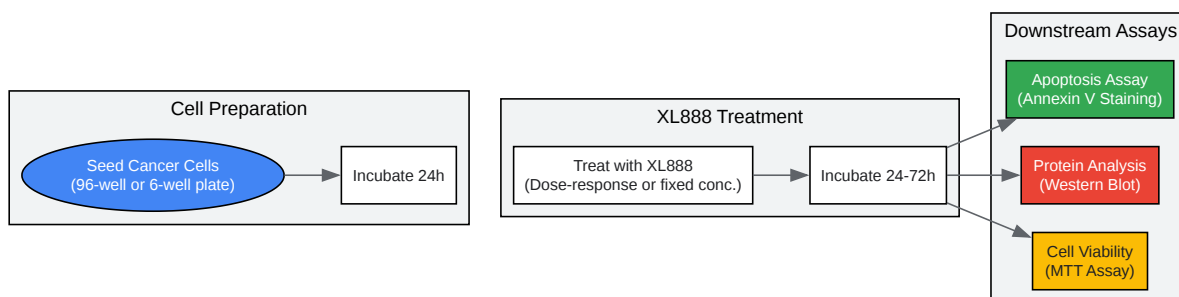 Cell Preparation
Seed Cancer Cells
(96-well or 6-well plate)
Incubate 24h
XL888 Treatment
Treat with XL888
(Dose-response or fixed conc.)
Incubate 24-72h
Downstream Assays
Apoptosis Assay
(Annexin V Staining)
Protein Analysis
(Western Blot)
Cell Viability
(MTT Assay)